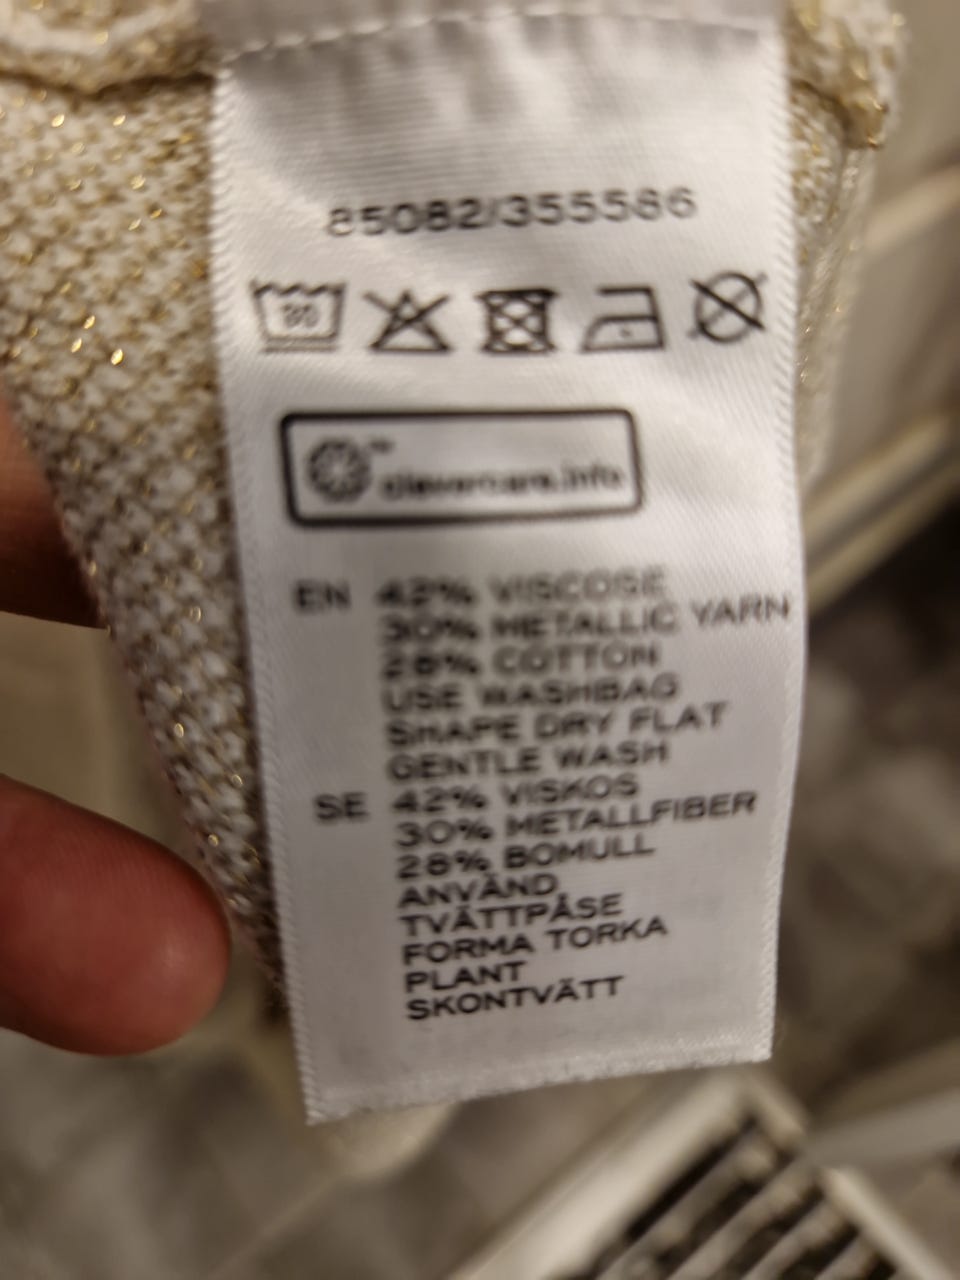 85082/355586
30
clevercare.info
EN 42% VISCOSE
30% METALLIC YARN
28% COTTON
USE WASHBAG
SHAPE DRY FLAT
GENTLE WASH
SE 42% VISKOS
30% METALLFIBER
28% BOMULL
ANVÄND
TVÄTTPÅSE
FORMA TORKA
PLANT
SKONTVÄTT